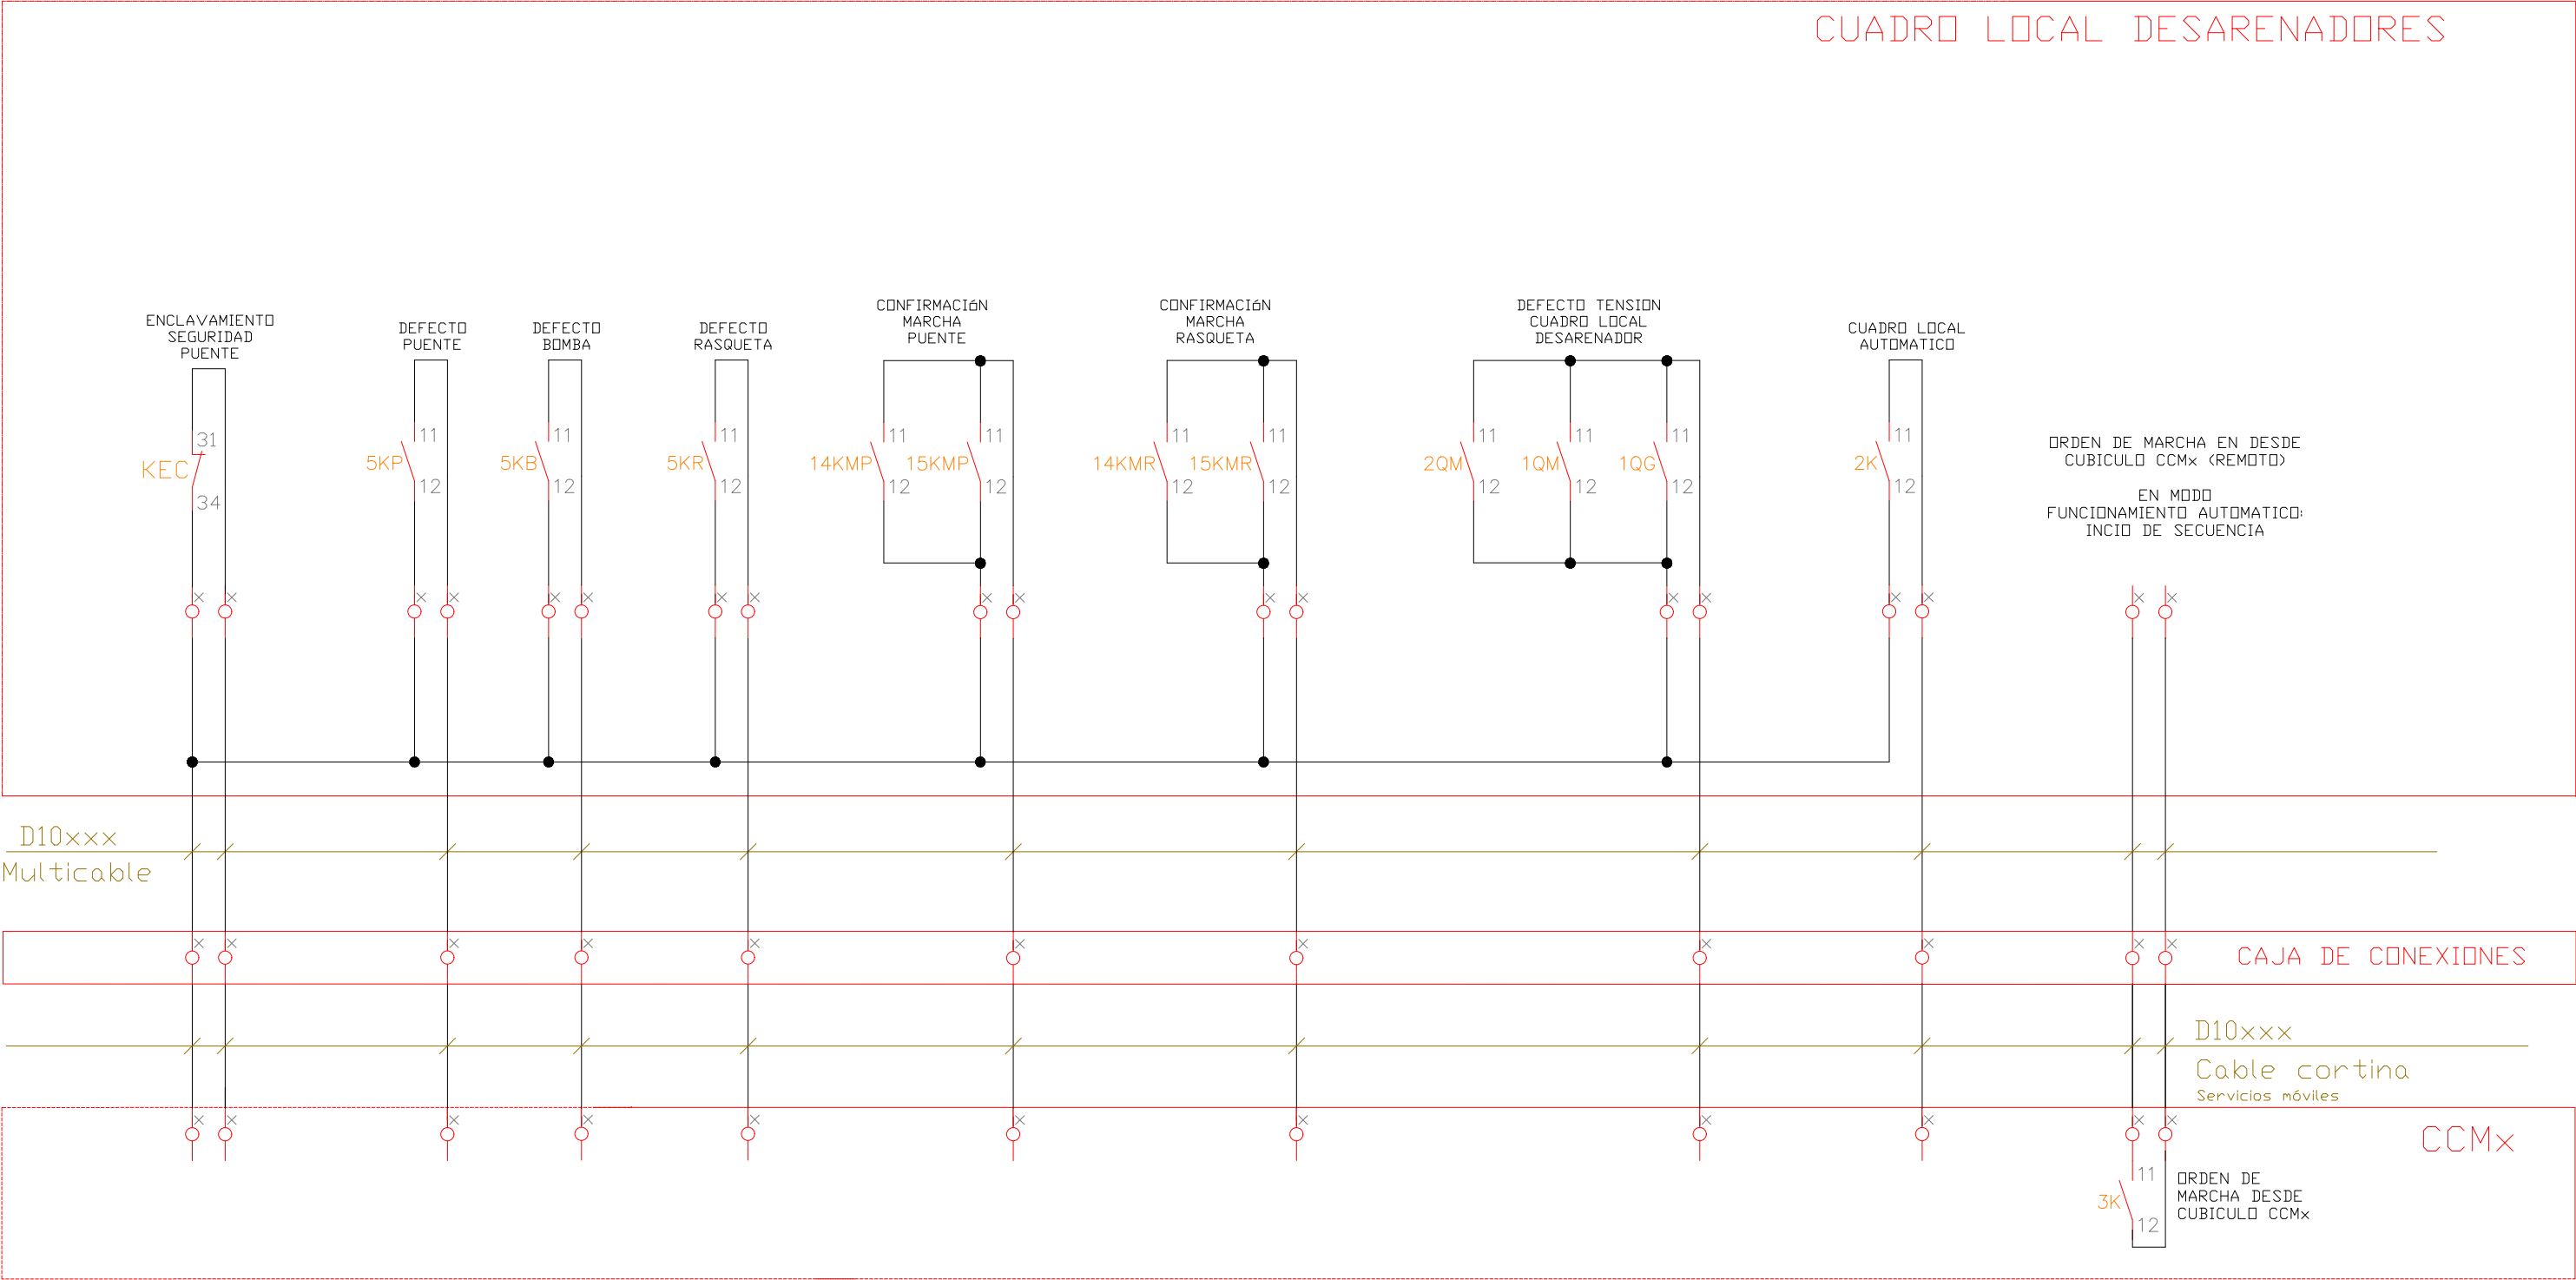 CUADRO LOCAL DESARENADORES
ENCLAVAMIENTO
SEGURIDAD
PUENTE
DEFECTO
PUENTE
DEFECTO
BOMBA
DEFECTO
RASQUETA
CONFIRMACIóN
MARCHA
PUENTE
CONFIRMACIóN
MARCHA
RASQUETA
DEFECTO TENSION
CUADRO LOCAL
DESARENADOR
CUADRO LOCAL
AUTOMATICO
ORDEN DE MARCHA EN DESDE
CUBICULO CCMx (REMOTO)
EN MODO
FUNCIONAMIENTO AUTOMATICO:
INCIO DE SECUENCIA
31
KEC
34
11
5KP
12
11
5KB
12
11
5KR
12
11
14KMP
12
11
15KMP
12
11
14KMR
12
11
15KMR
12
11
2QM
12
11
1QM
12
11
1QG
12
11
2K
12
x x x x x x x x x x x x x x x x x x
D10xxx
Multicable
x x x x x x x x x x x
CAJA DE CONEXIONES
D10xxx
Cable cortina
Servicios móviles
x x x x x x x x x x x
CCMx
11
3K
12
ORDEN DE
MARCHA DESDE
CUBICULO CCMx